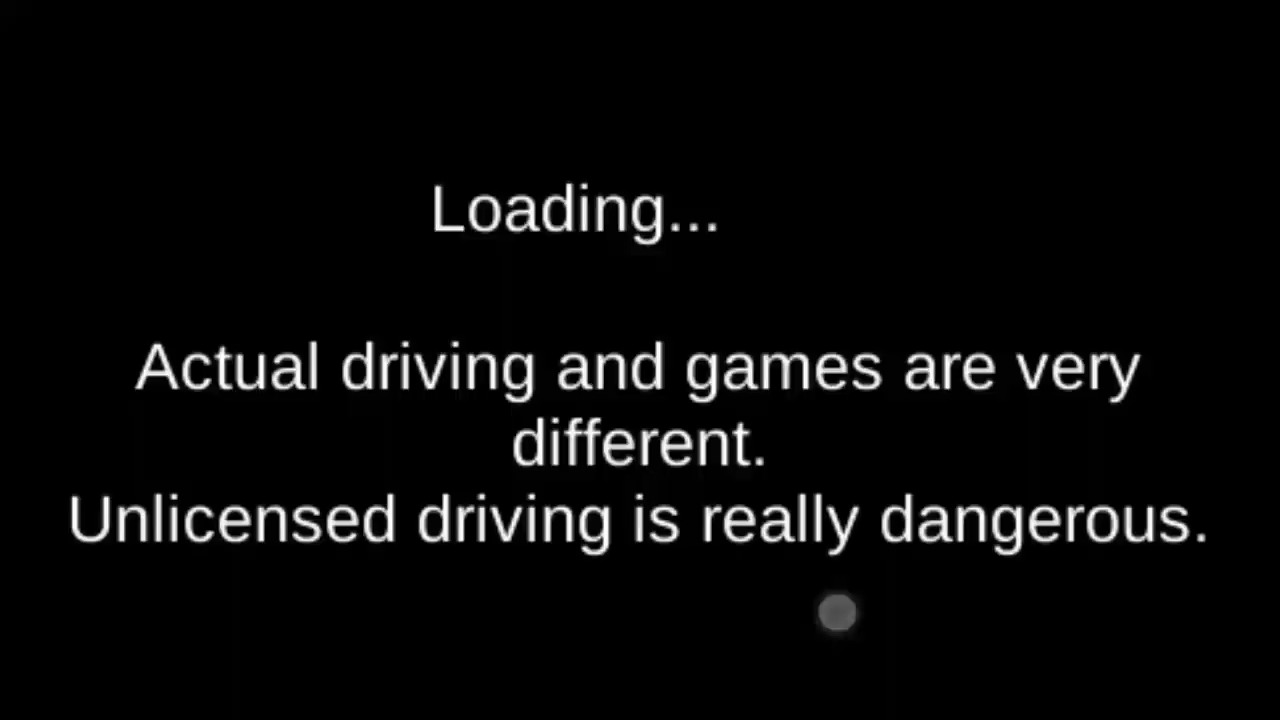 Loading...
Actual driving and games are very
different.
Unlicensed driving is really dangerous.